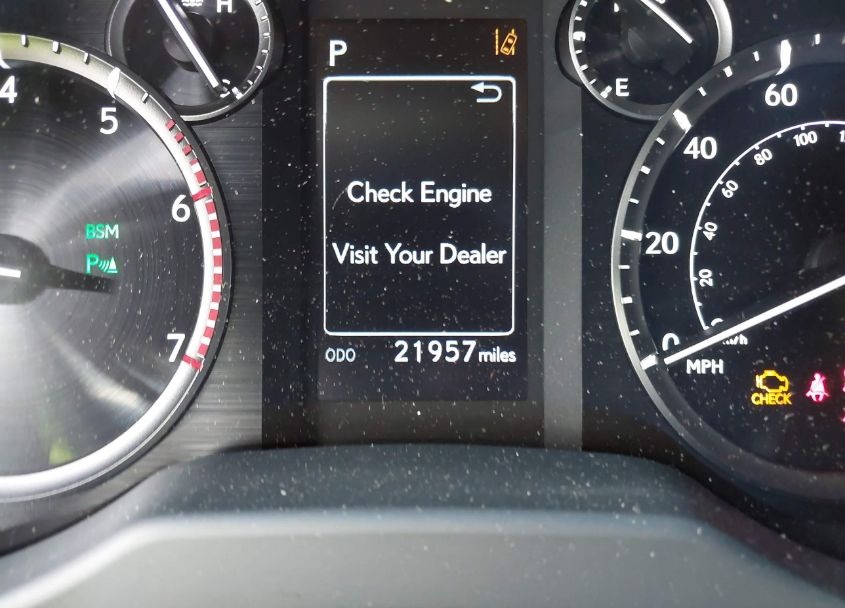 H
P
4
5
6
7
BSM
P
Check Engine
Visit Your Dealer
ODO 21957 miles
E
60
40
20
0
100
80
60
40
20
MPH
CHECK